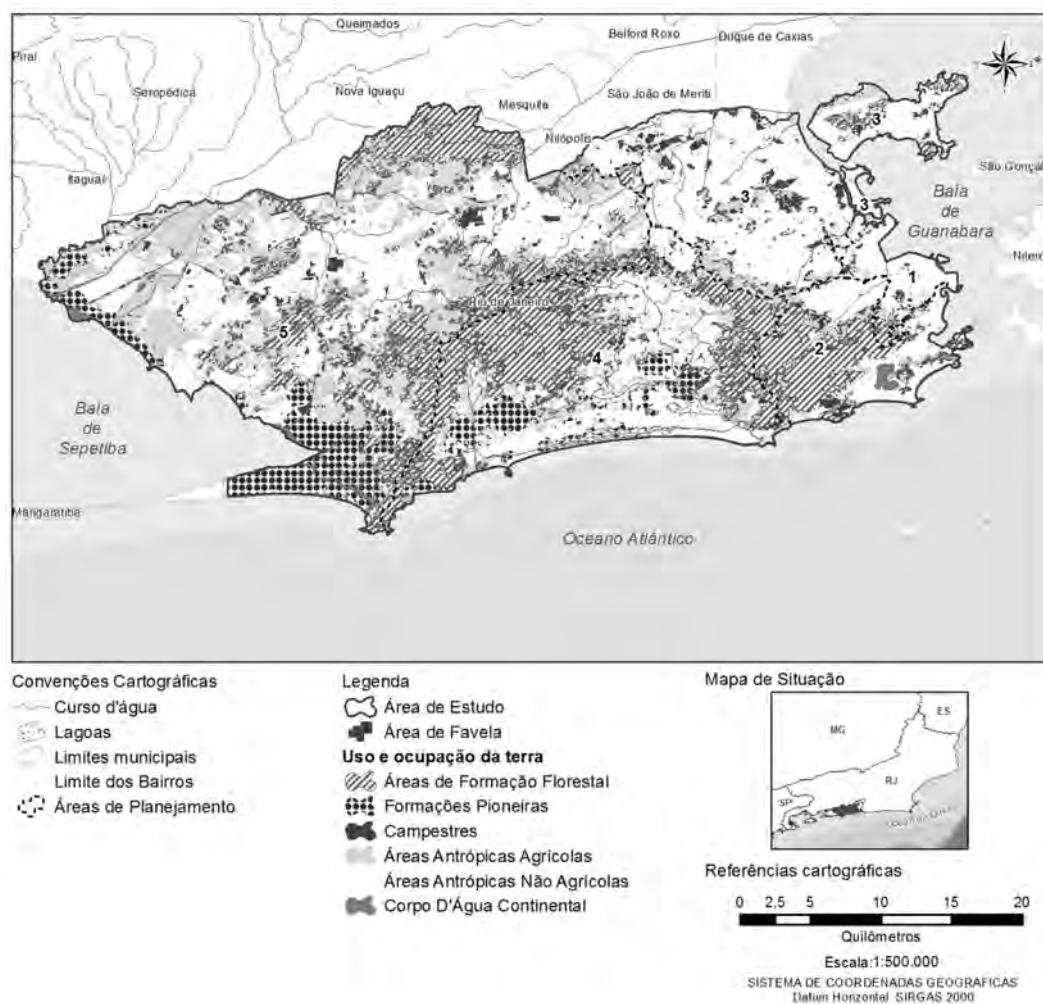 Queimados
Belford Roxo
Duque de Caxias
Piraí
Seropédica
Nova Iguaçu
Mesquita
São João de Meriti
Nilópolis
3
São Gonçal
Itaguaí
3
3
Baía
de
Guanabara
Niteró
1
Rio de Janeiro
5
4
2
Baía
de
Sepetiba
Mangaratiba
Oceano Atlântico
Convenções Cartográficas
Curso d'água
Lagoas
Limites municipais
Limite dos Bairros
Áreas de Planejamento
Legenda
Área de Estudo
Área de Favela
Uso e ocupação da terra
Áreas de Formação Florestal
Formações Pioneiras
Campestres
Áreas Antrópicas Agrícolas
Áreas Antrópicas Não Agrícolas
Corpo D'Água Continental
Mapa de Situação
MG
ES
RJ
SP
Referências cartográficas
0 2,5 5 10 15 20
Quilômetros
Escala:1:500.000
SISTEMA DE COORDENADAS GEOGRAFICAS
Datum Horizontal SIRGAS 2000